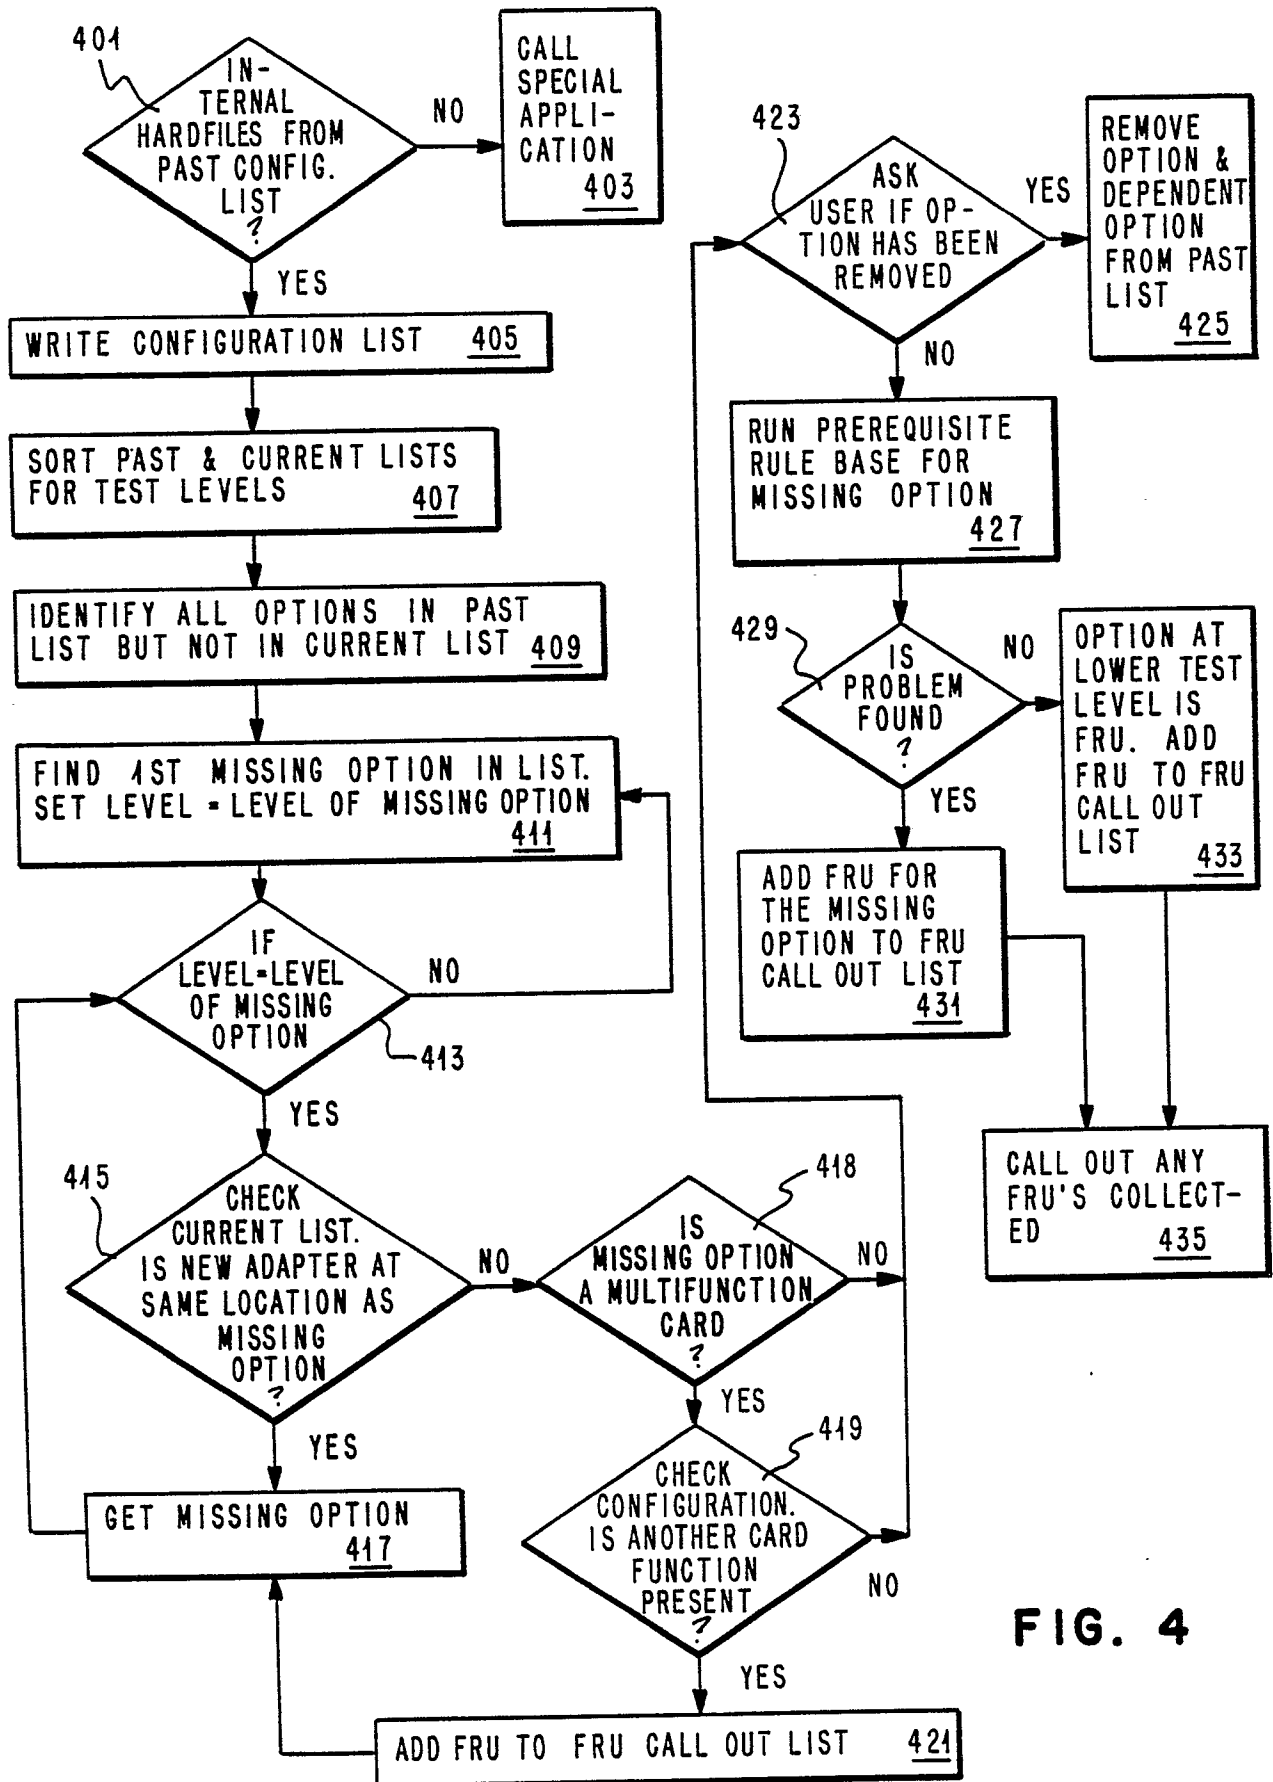 401
IN-
TERNAL
HARDFILES FROM
PAST CONFIG.
LIST
?
NO
YES
CALL
SPECIAL
APPLI-
CATION
403
WRITE CONFIGURATION LIST 405
SORT PAST & CURRENT LISTS
FOR TEST LEVELS
407
IDENTIFY ALL OPTIONS IN PAST
LIST BUT NOT IN CURRENT LIST 409
FIND 1ST MISSING OPTION IN LIST.
SET LEVEL = LEVEL OF MISSING OPTION
411
IF
LEVEL=LEVEL
OF MISSING
OPTION
NO
413
YES
415
CHECK
CURRENT LIST.
IS NEW ADAPTER AT
SAME LOCATION AS
MISSING
OPTION
?
NO
YES
GET MISSING OPTION
417
418
IS
MISSING OPTION
A MULTIFUNCTION
CARD
?
NO
YES
419
CHECK
CONFIGURATION.
IS ANOTHER CARD
FUNCTION
PRESENT
?
NO
YES
ADD FRU TO FRU CALL OUT LIST 421
423
ASK
USER IF OP-
TION HAS BEEN
REMOVED
YES
NO
REMOVE
OPTION &
DEPENDENT
OPTION
FROM PAST
LIST
425
RUN PREREQUISITE
RULE BASE FOR
MISSING OPTION
427
429
IS
PROBLEM
FOUND
?
NO
YES
ADD FRU FOR
THE MISSING
OPTION TO FRU
CALL OUT LIST
431
OPTION AT
LOWER TEST
LEVEL IS
FRU. ADD
FRU TO FRU
CALL OUT
LIST
433
CALL OUT ANY
FRU'S COLLECT-
ED
435
FIG. 4